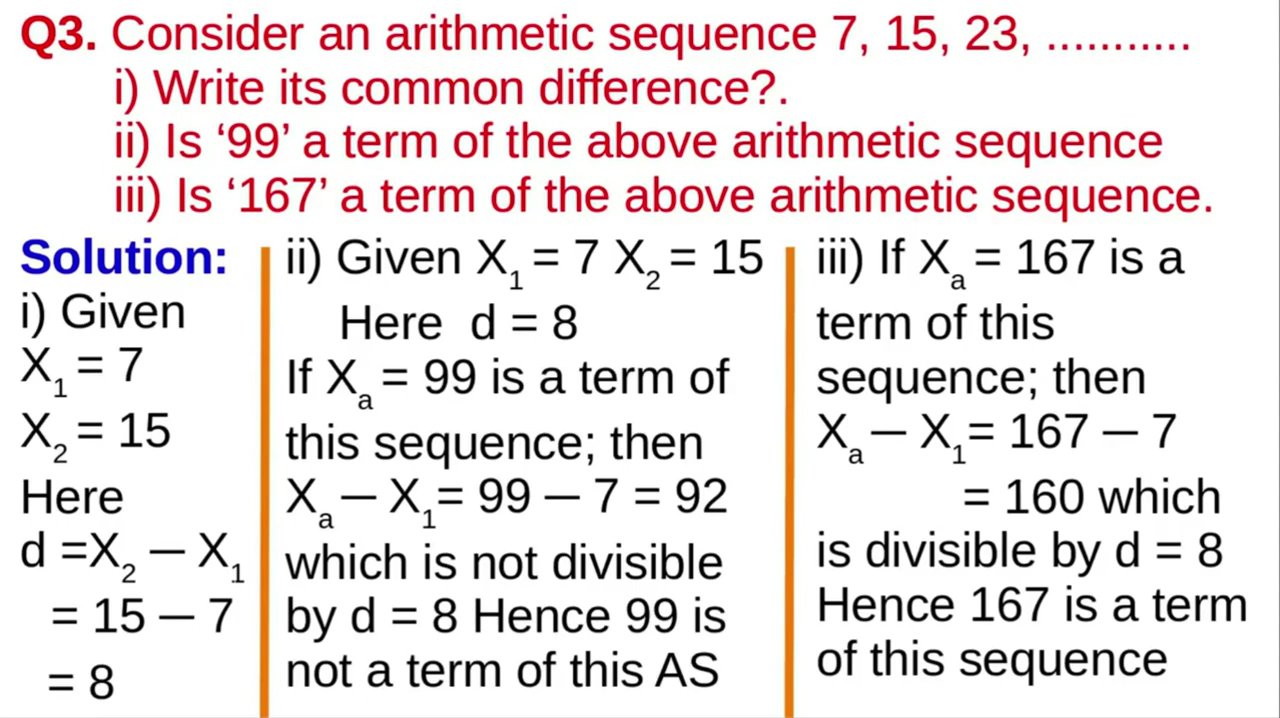 Q3. Consider an arithmetic sequence 7, 15, 23, ...........
i) Write its common difference?.
ii) Is ‘99’ a term of the above arithmetic sequence
iii) Is ‘167’ a term of the above arithmetic sequence.
Solution:
i) Given
X₁ = 7
X₂ = 15
Here
d =X₂ – X₁
= 15 – 7
= 8
ii) Given X₁ = 7 X₂ = 15
Here d = 8
If Xₐ = 99 is a term of
this sequence; then
Xₐ – X₁= 99 – 7 = 92
which is not divisible
by d = 8 Hence 99 is
not a term of this AS
iii) If Xₐ = 167 is a
term of this
sequence; then
Xₐ – X₁= 167 – 7
= 160 which
is divisible by d = 8
Hence 167 is a term
of this sequence